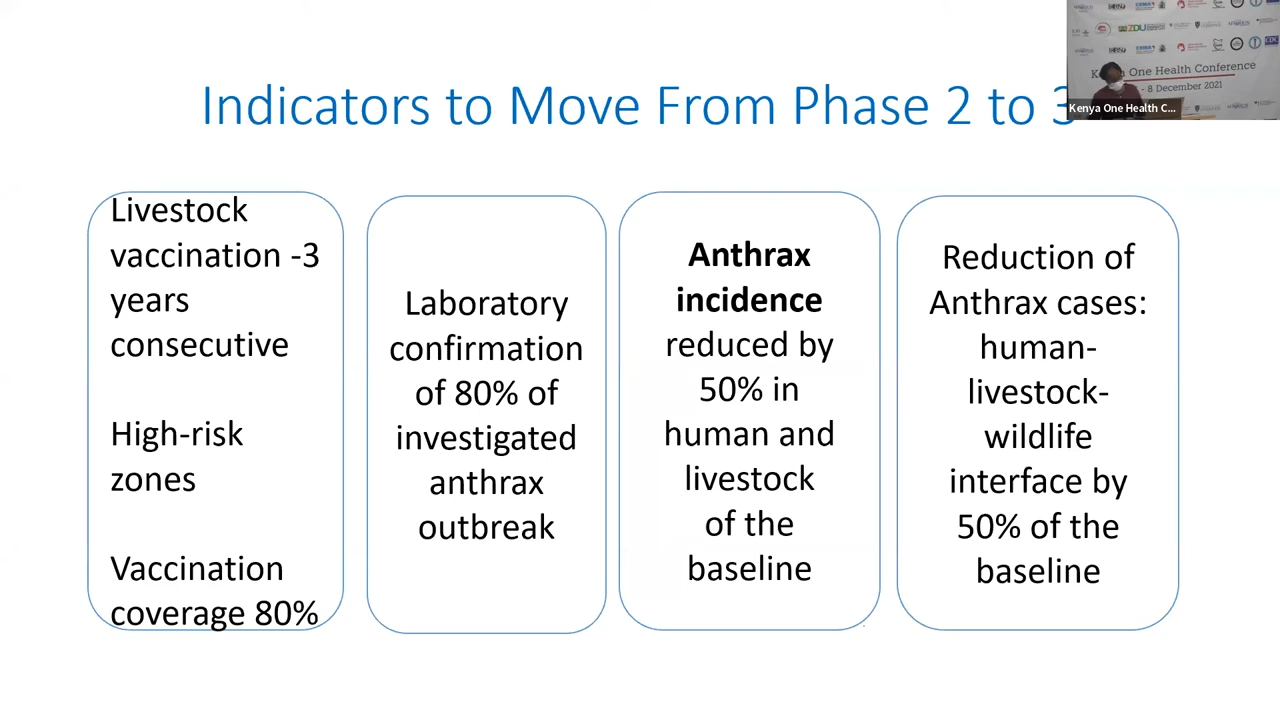 Indicators to Move From Phase 2 to 3
Kenya One Health Conference
- 8 December 2021
Kenya One Health C...
Livestock
vaccination -3
years
consecutive
High-risk
zones
Vaccination
coverage 80%
Laboratory
confirmation
of 80% of
investigated
anthrax
outbreak
Anthrax
incidence
reduced by
50% in
human and
livestock
of the
baseline
Reduction of
Anthrax cases:
human-
livestock-
wildlife
interface by
50% of the
baseline